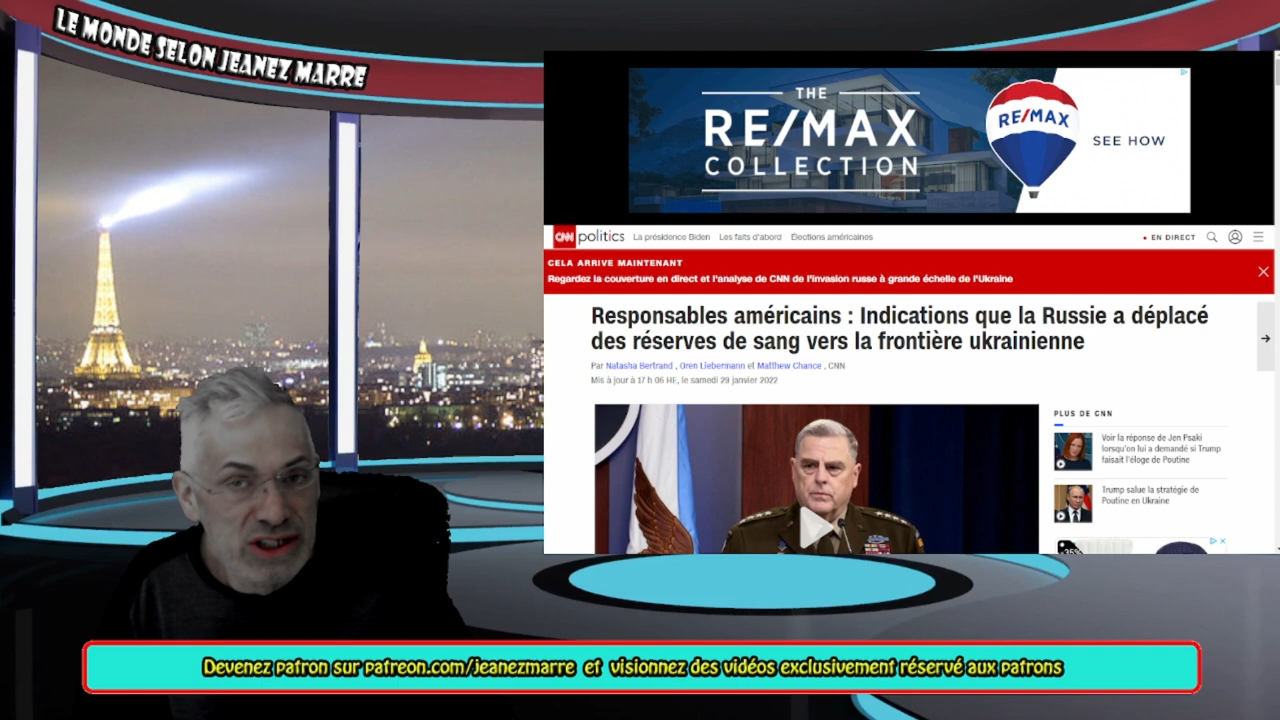 LE MONDE SELON JEANEZ MARRE
THE
RE/MAX
COLLECTION
RE/MAX
SEE HOW
CNN politics La présidence Biden Les faits d'abord Élections américaines
EN DIRECT
CELA ARRIVE MAINTENANT
Regardez la couverture en direct et l'analyse de CNN de l'invasion russe à grande échelle de l'Ukraine
Responsables américains : Indications que la Russie a déplacé
des réserves de sang vers la frontière ukrainienne
Par Natasha Bertrand , Oren Liebermann et Matthew Chance , CNN
Mis à jour à 17 h 06 HE, le samedi 29 janvier 2022
PLUS DE CNN
Voir la réponse de Jen Psaki
lorsqu'on lui a demandé si Trump
faisait l'éloge de Poutine
Trump salue la stratégie de
Poutine en Ukraine
-35%
Devenez patron sur patreon.com/jeanezmarre et visionnez des vidéos exclusivement réservé aux patrons